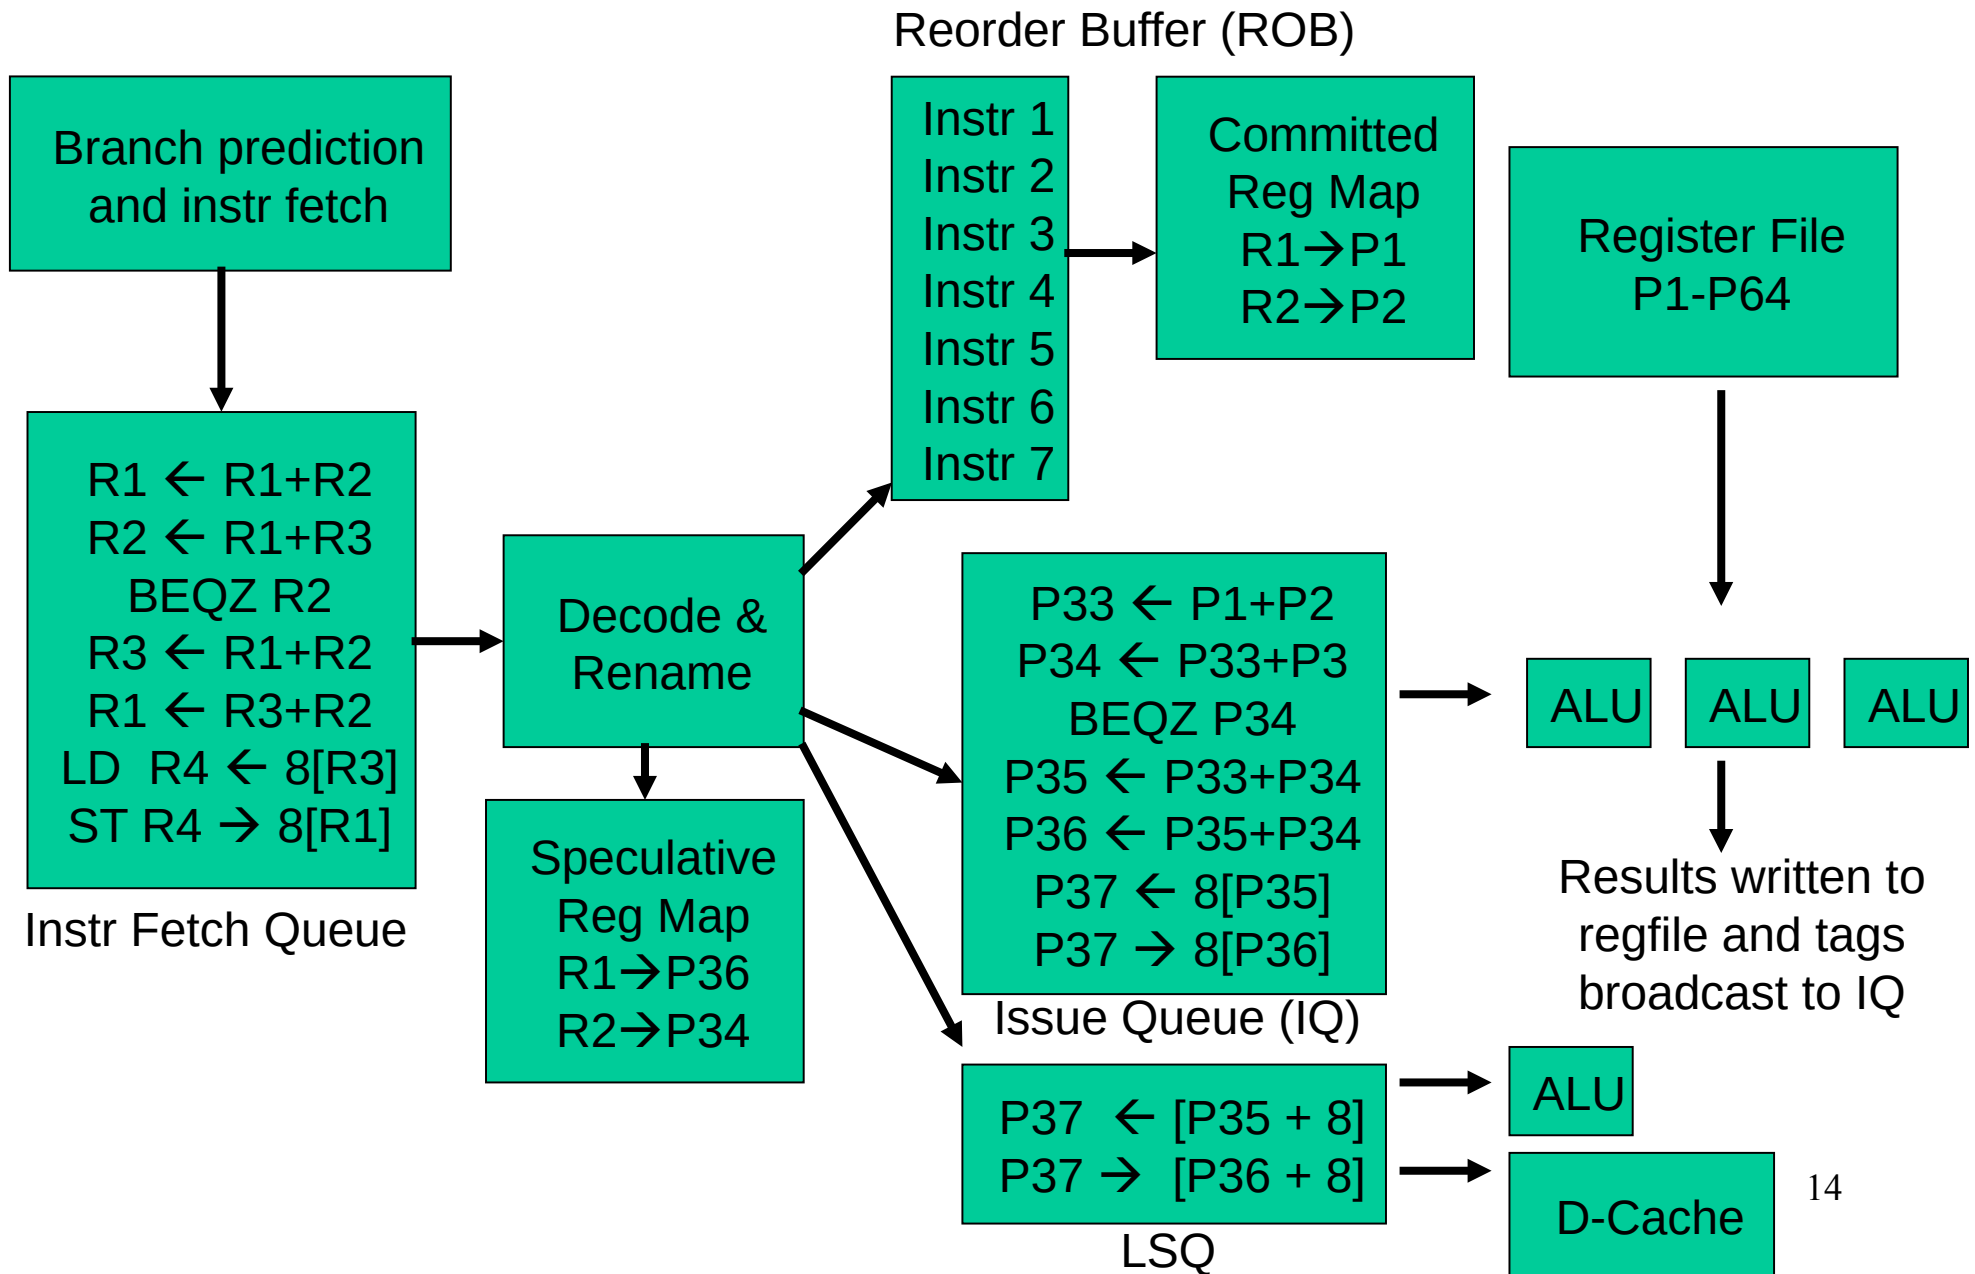 Reorder Buffer (ROB)
Branch prediction
and instr fetch
Instr 1
Instr 2
Instr 3
Instr 4
Instr 5
Instr 6
Instr 7
Committed
Reg Map
R1→P1
R2→P2
Register File
P1-P64
R1 ← R1+R2
R2 ← R1+R3
BEQZ R2
R3 ← R1+R2
R1 ← R3+R2
LD R4 ← 8[R3]
ST R4 → 8[R1]
Instr Fetch Queue
Decode &
Rename
Speculative
Reg Map
R1→P36
R2→P34
P33 ← P1+P2
P34 ← P33+P3
BEQZ P34
P35 ← P33+P34
P36 ← P35+P34
P37 ← 8[P35]
P37 → 8[P36]
Issue Queue (IQ)
ALU
ALU
ALU
Results written to
regfile and tags
broadcast to IQ
P37 ← [P35 + 8]
P37 → [P36 + 8]
LSQ
ALU
D-Cache
14